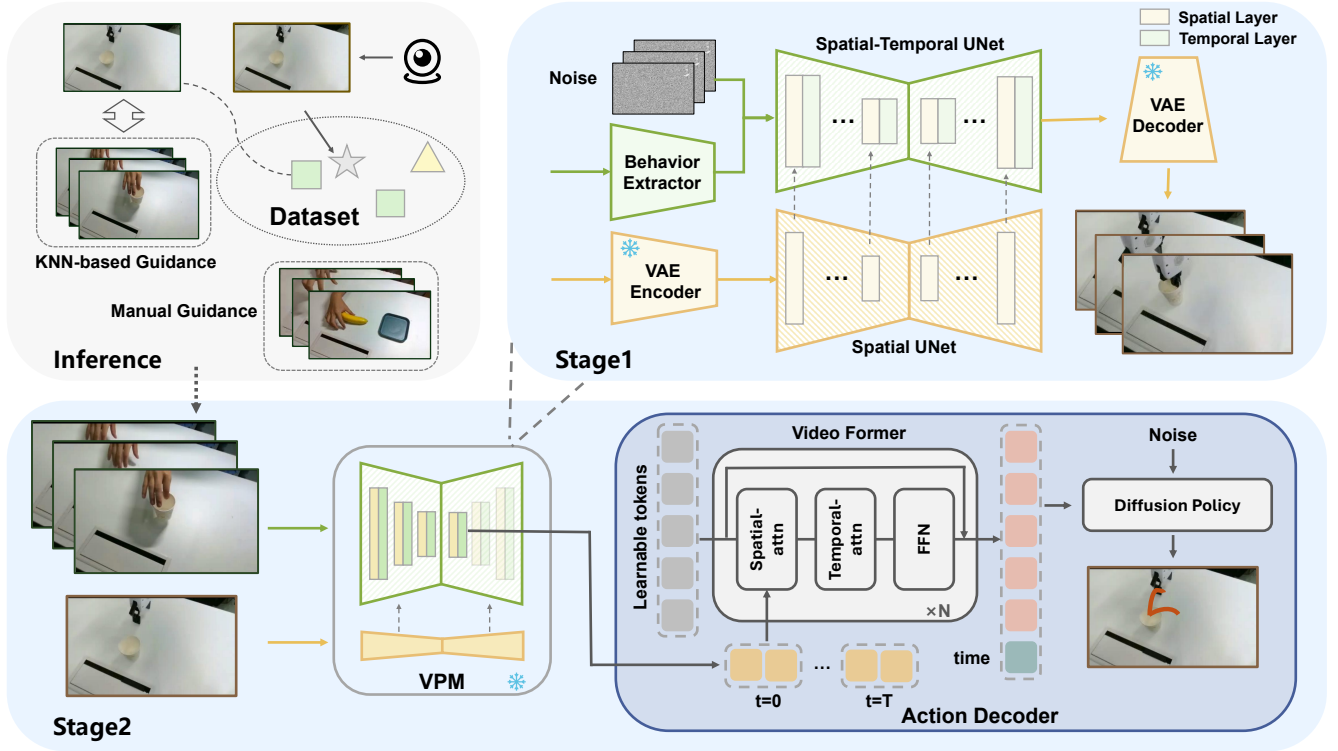 Dataset
KNN-based Guidance
Manual Guidance
Inference
Spatial Layer
Temporal Layer
Spatial-Temporal UNet
Noise
...
...
VAE
Decoder
Behavior
Extractor
VAE
Encoder
...
...
Spatial UNet
Stage1
VPM
Stage2
Learnable tokens
Video Former
Spatial-
attn
Temporal-
attn
FFN
×N
...
t=0
t=T
time
Noise
Diffusion Policy
Action Decoder